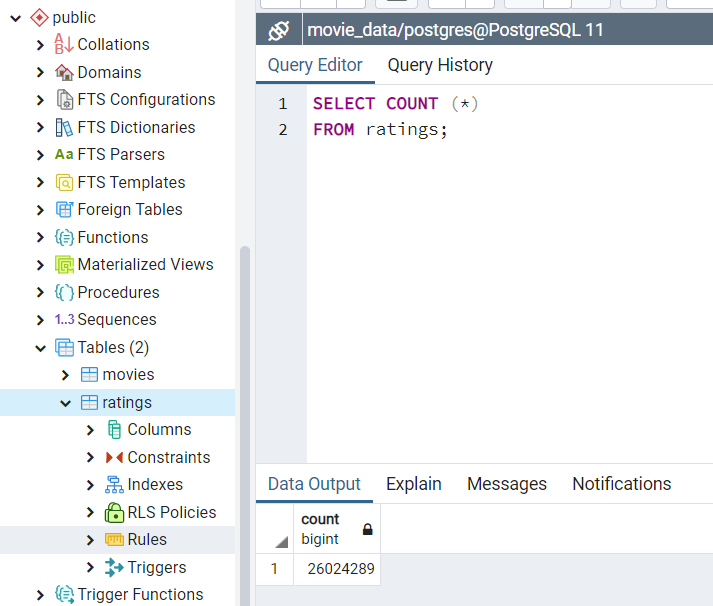 public
Collations
Domains
FTS Configurations
FTS Dictionaries
Aa FTS Parsers
FTS Templates
Foreign Tables
Functions
Materialized Views
Procedures
1..3 Sequences
Tables (2)
movies
ratings
Columns
Constraints
Indexes
RLS Policies
Rules
Triggers
Trigger Functions
movie_data/postgres@PostgreSQL 11
Query Editor Query History
1 SELECT COUNT (*)
2 FROM ratings;
Data Output Explain Messages Notifications
count
bigint
1 26024289